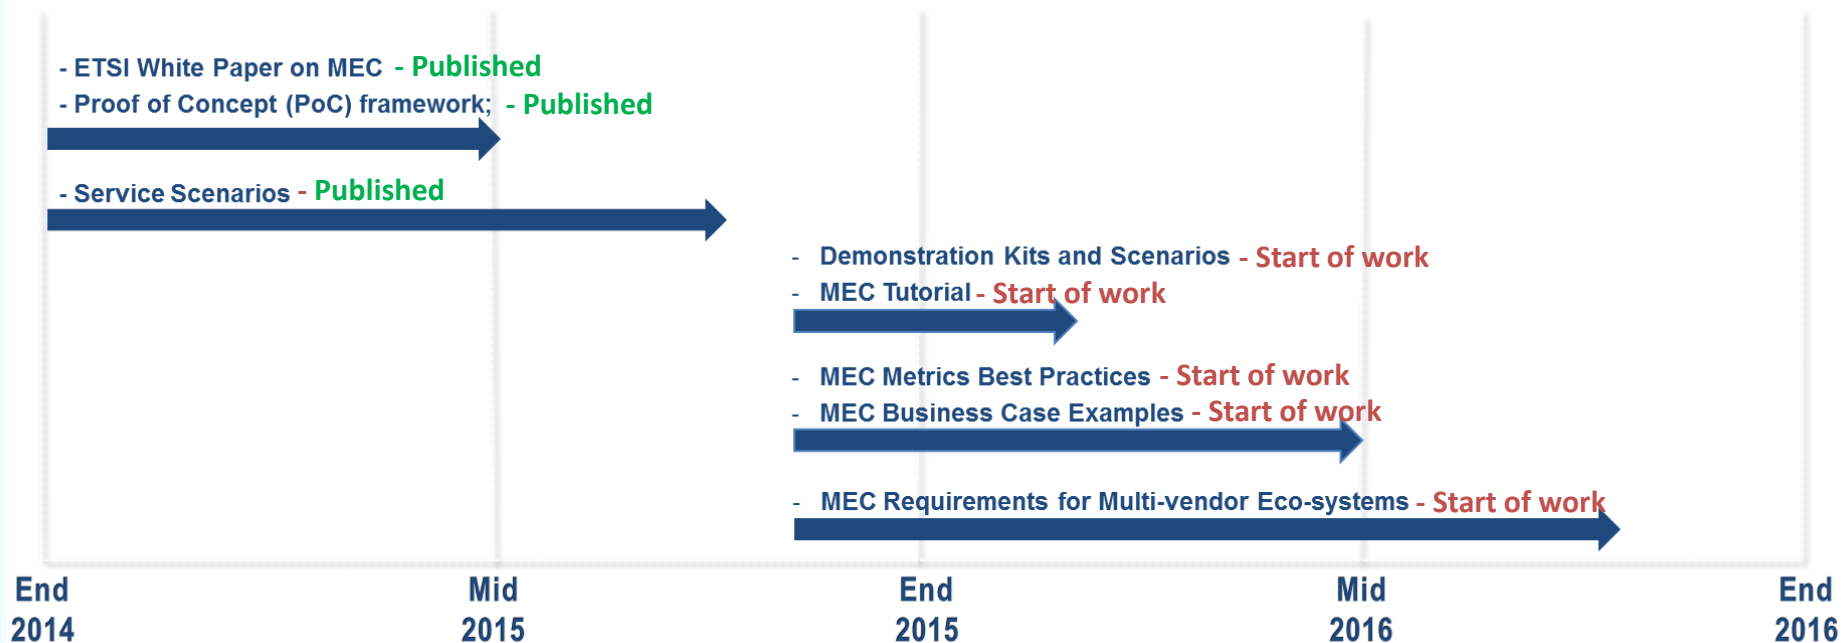 - ETSI White Paper on MEC - Published
- Proof of Concept (PoC) framework; - Published
- Service Scenarios - Published
- Demonstration Kits and Scenarios - Start of work
- MEC Tutorial - Start of work
- MEC Metrics Best Practices - Start of work
- MEC Business Case Examples - Start of work
- MEC Requirements for Multi-vendor Eco-systems - Start of work
End Mid End Mid End
2014 2015 2015 2016 2016